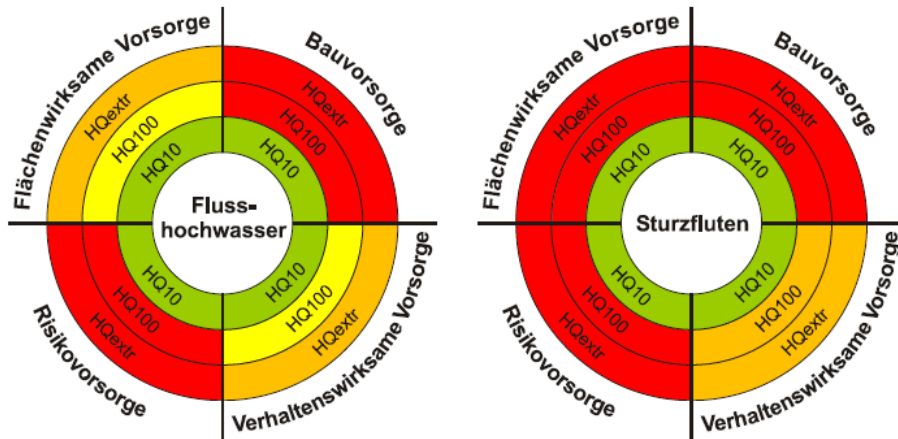 Flächenwirksame Vorsorge
Bauvorsorge
HQextr
HQ100
HQ10
HQextr
HQ100
HQ10
Fluss-
hochwasser
HQ10
HQ100
HQextr
HQ10
HQ100
HQextr
Risikovorsorge
Verhaltenswirksame Vorsorge
Flächenwirksame Vorsorge
Bauvorsorge
HQextr
HQ100
HQ10
HQextr
HQ100
HQ10
Sturzfluten
HQ10
HQ100
HQextr
HQ10
HQ100
HQextr
Risikovorsorge
Verhaltenswirksame Vorsorge